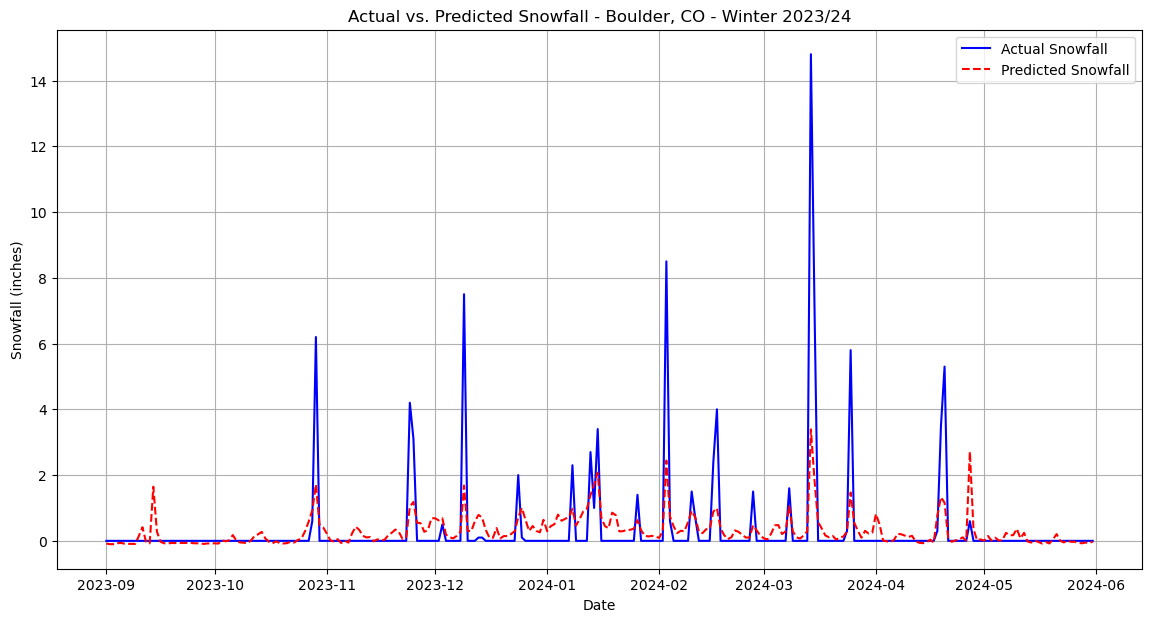 Actual vs. Predicted Snowfall - Boulder, CO - Winter 2023/24
Actual Snowfall
Predicted Snowfall
Snowfall (inches)
14
12
10
8
6
4
2
0
2023-09 2023-10 2023-11 2023-12 2024-01 2024-02 2024-03 2024-04 2024-05 2024-06
Date